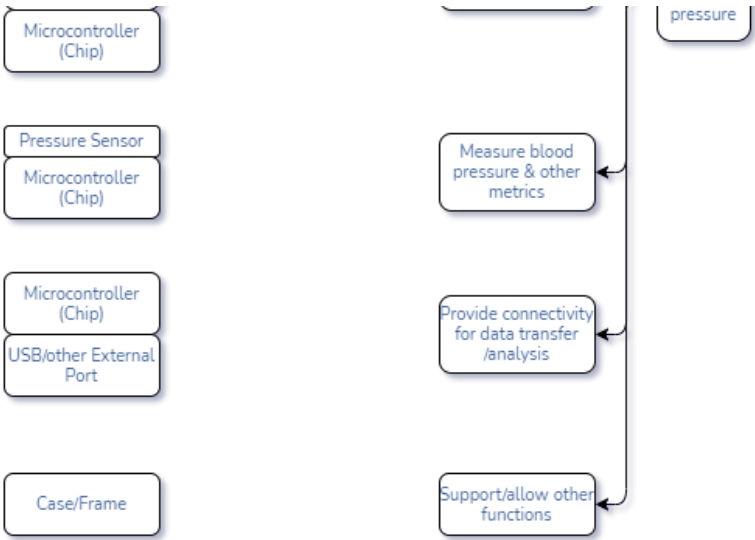 Microcontroller
(Chip)
pressure
Pressure Sensor
Microcontroller
(Chip)
Measure blood
pressure & other
metrics
Microcontroller
(Chip)
USB/other External
Port
Provide connectivity
for data transfer
/analysis
Case/Frame
Support/allow other
functions